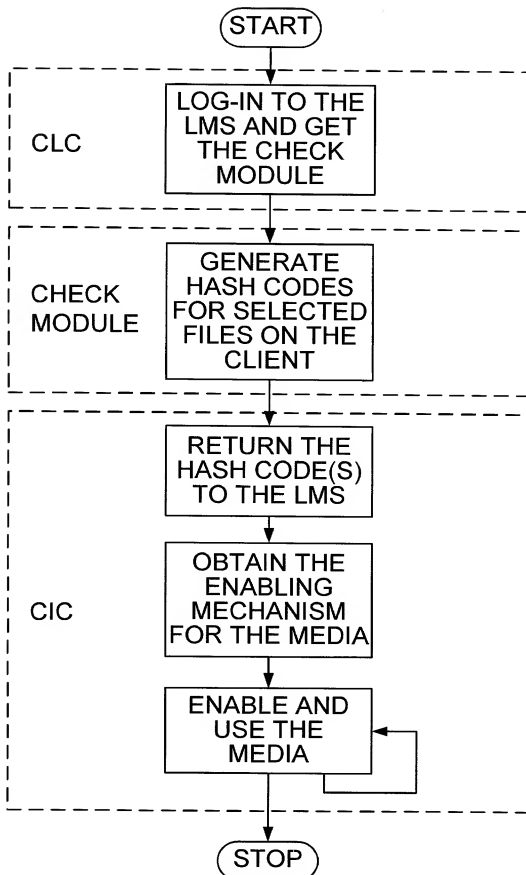 START
CLC
LOG-IN TO THE
LMS AND GET
THE CHECK
MODULE
CHECK
MODULE
GENERATE
HASH CODES
FOR SELECTED
FILES ON THE
CLIENT
CIC
RETURN THE
HASH CODE(S)
TO THE LMS
OBTAIN THE
ENABLING
MECHANISM
FOR THE MEDIA
ENABLE AND
USE THE
MEDIA
STOP